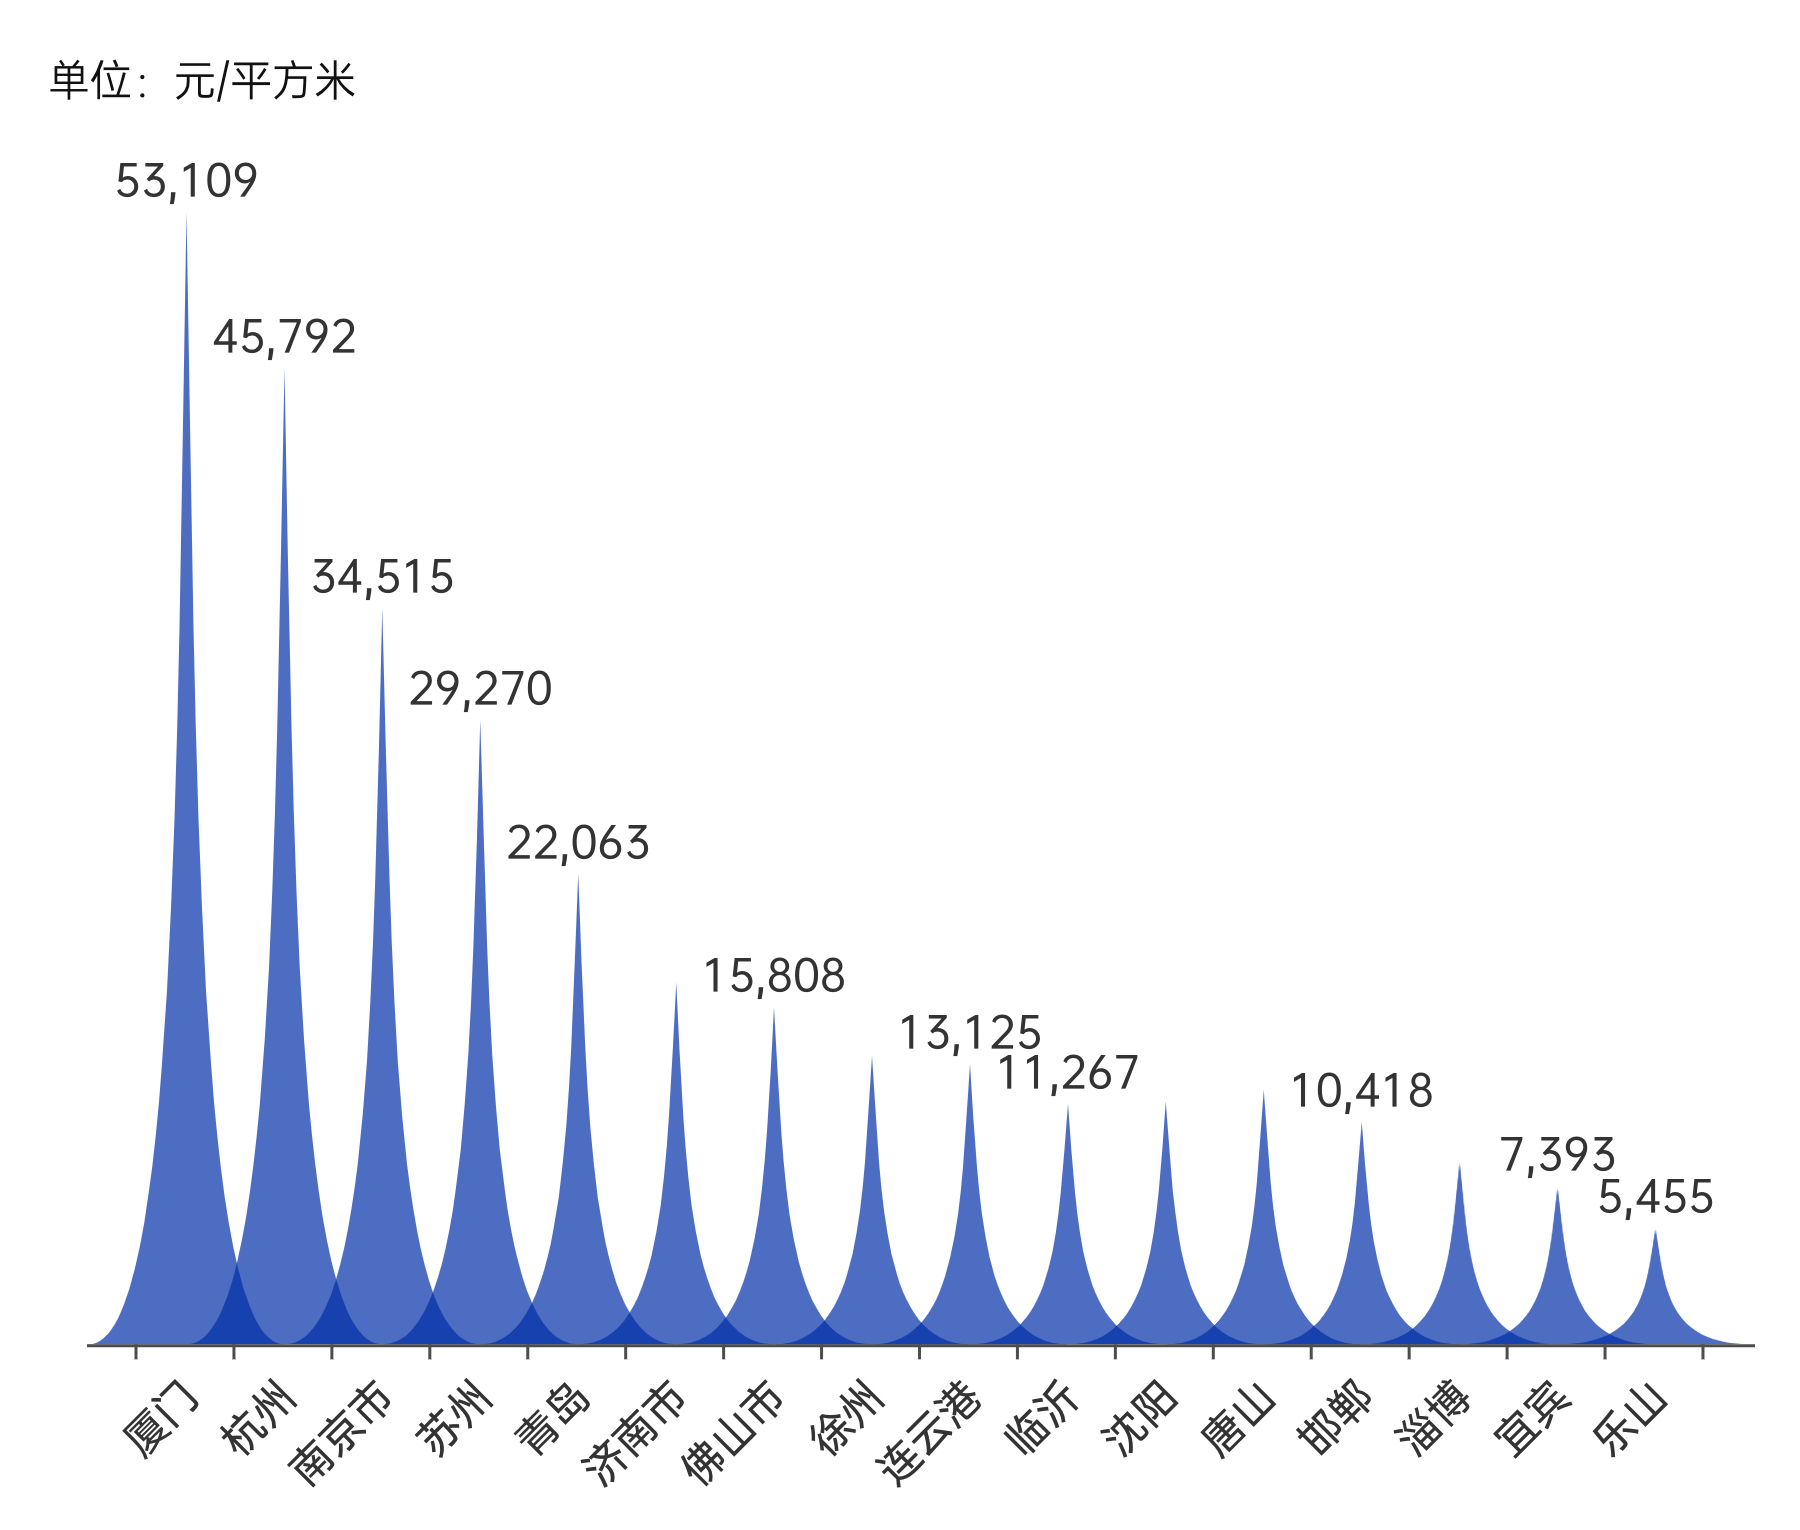 单位：元/平方米
53,109
45,792
34,515
29,270
22,063
15,808
13,125
11,267
10,418
7,393
5,455
厦门
杭州
南京市
苏州
青岛
济南市
佛山市
徐州
连云港
临沂
沈阳
唐山
邯郸
淄博
宜宾
乐山